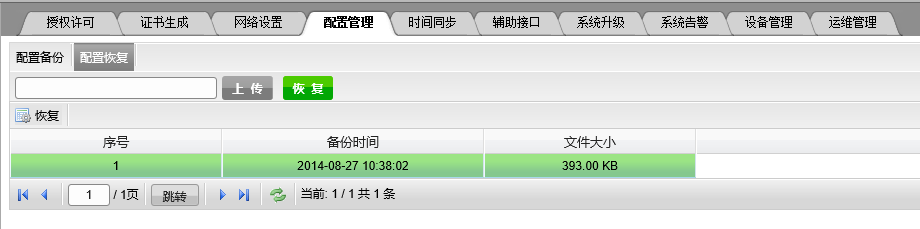 授权许可 证书生成 网络设置 配置管理 时间同步 辅助接口 系统升级 系统告警 设备管理 运维管理
配置备份 配置恢复
上 传 恢 复
恢复
序号 备份时间 文件大小
1 2014-08-27 10:38:02 393.00 KB
1 / 1页 跳转 当前: 1 / 1 共 1 条